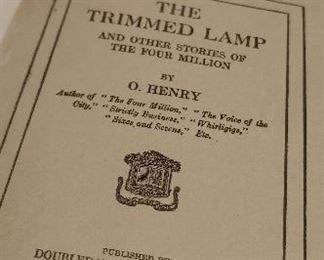 THE
TRIMMED LAMP
AND OTHER STORIES OF
THE FOUR MILLION
BY
O. HENRY
Author of "The Four Million," "The Voice of the
City," "Strictly Business," "Whirligigs,"
"Sixes and Sevens," Etc.
PUBLISHED